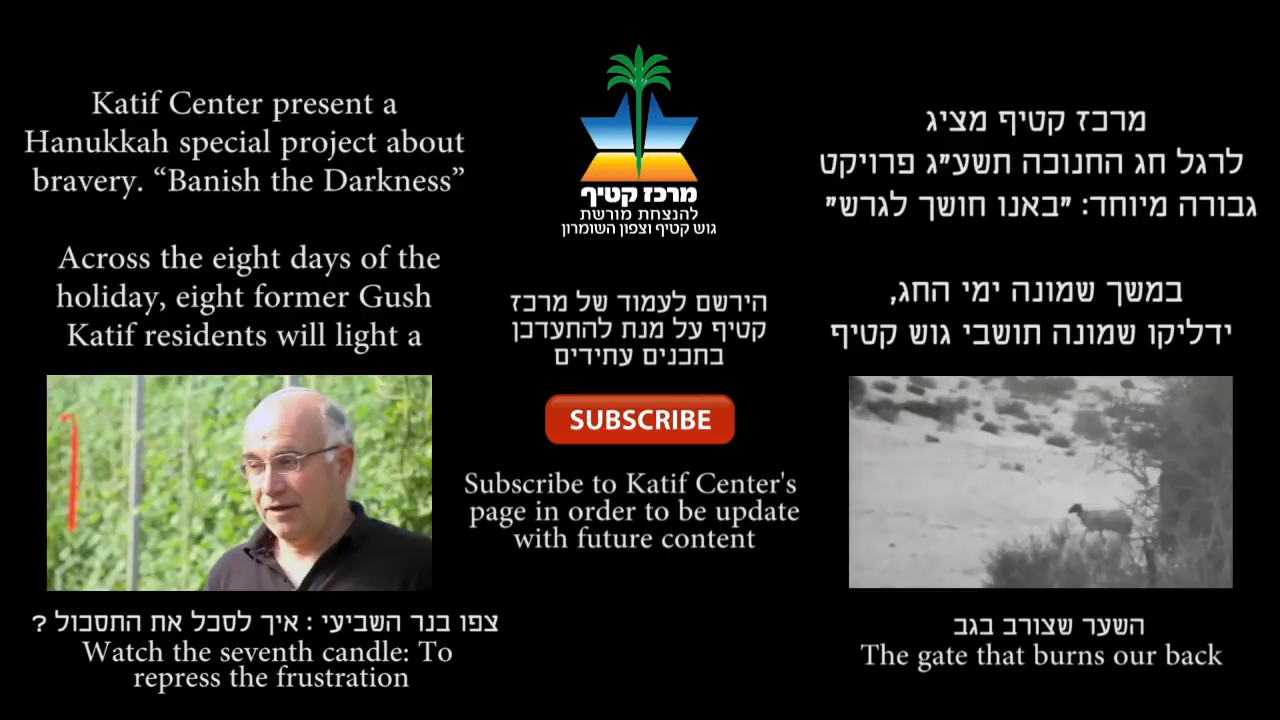 Katif Center present a
Hanukkah special project about
bravery. “Banish the Darkness”
Across the eight days of the
holiday, eight former Gush
Katif residents will light a
צפו בנר השביעי : איך לסכל את התסכול ?
Watch the seventh candle: To
repress the frustration
מרכז קטיף
להנצחת מורשת
גוש קטיף וצפון השומרון
הירשם לעמוד של מרכז
קטיף על מנת להתעדכן
בתכנים עתידים
SUBSCRIBE
Subscribe to Katif Center's
page in order to be update
with future content
מרכז קטיף מציג
לרגל חג החנוכה תשע״ג פרויקט
גבורה מיוחד: ״באנו חושך לגרש״
במשך שמונה ימי החג,
ידליקו שמונה תושבי גוש קטיף
השער שצורב בגב
The gate that burns our back